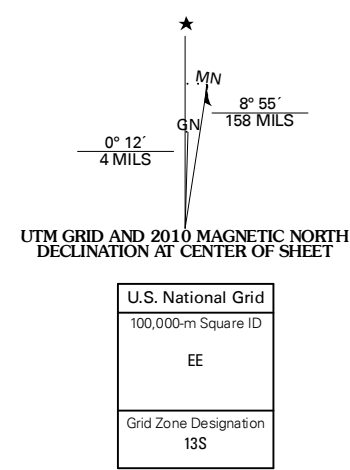 MN
8° 55´
GN
158 MILS
0° 12´
4 MILS
UTM GRID AND 2010 MAGNETIC NORTH
DECLINATION AT CENTER OF SHEET
U.S. National Grid
100,000-m Square ID
EE
Grid Zone Designation
13S